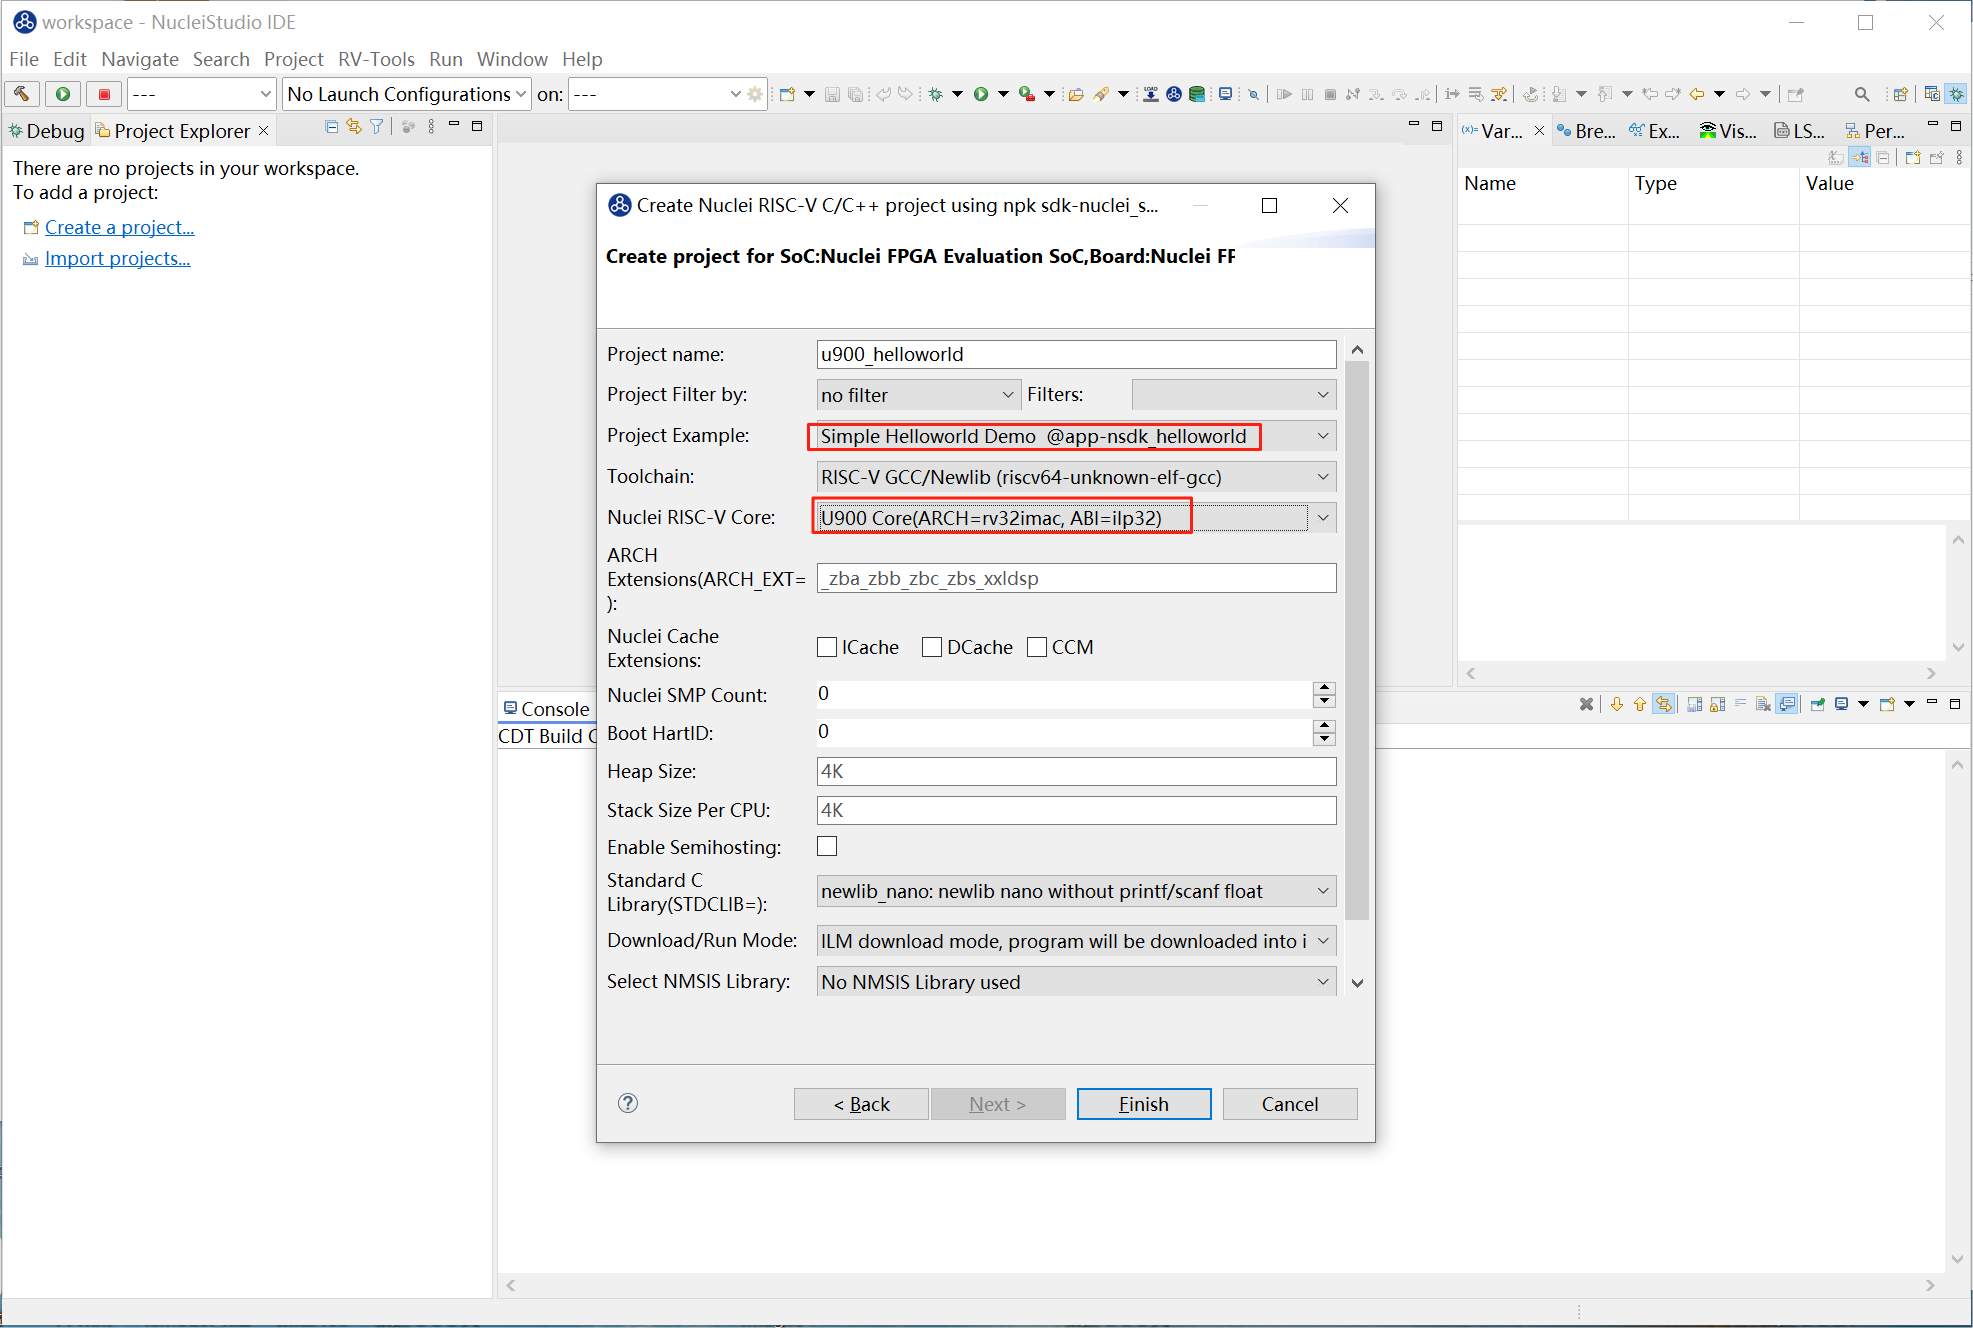 workspace - NucleiStudio IDE
File Edit Navigate Search Project RV-Tools Run Window Help
--- No Launch Configurations on: ---
Debug Project Explorer
There are no projects in your workspace.
To add a project:
Create a project...
Import projects...
Create Nuclei RISC-V C/C++ project using npk sdk-nuclei_s...
Create project for SoC:Nuclei FPGA Evaluation SoC,Board:Nuclei FP
Project name: u900_helloworld
Project Filter by: no filter Filters:
Project Example: Simple Helloworld Demo @app-nsdk_helloworld
Toolchain: RISC-V GCC/Newlib (riscv64-unknown-elf-gcc)
Nuclei RISC-V Core: U900 Core(ARCH=rv32imac, ABI=ilp32)
ARCH
Extensions(ARCH_EXT= _zba_zbb_zbc_zbs_xxldsp
):
Nuclei Cache
Extensions: ICache DCache CCM
Nuclei SMP Count: 0
Boot HartID: 0
Heap Size: 4K
Stack Size Per CPU: 4K
Enable Semihosting:
Standard C
Library(STDCLIB=): newlib_nano: newlib nano without printf/scanf float
Download/Run Mode: ILM download mode, program will be downloaded into i
Select NMSIS Library: No NMSIS Library used
< Back Next > Finish Cancel
Var... Bre... Ex... Vis... LS... Per...
Name Type Value
Console
CDT Build C